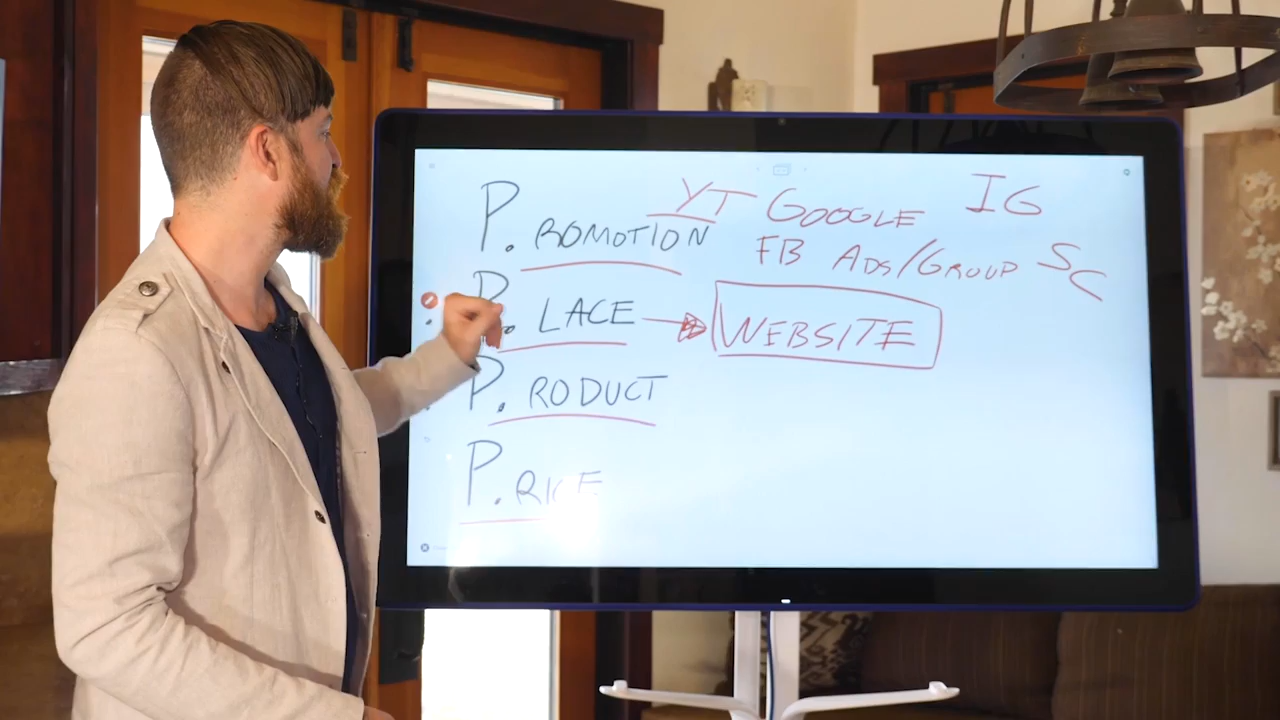 YT GOOGLE IG
P. ROMOTION FB ADS/GROUP SC
P. LACE WEBSITE
P. RODUCT
P. RICE